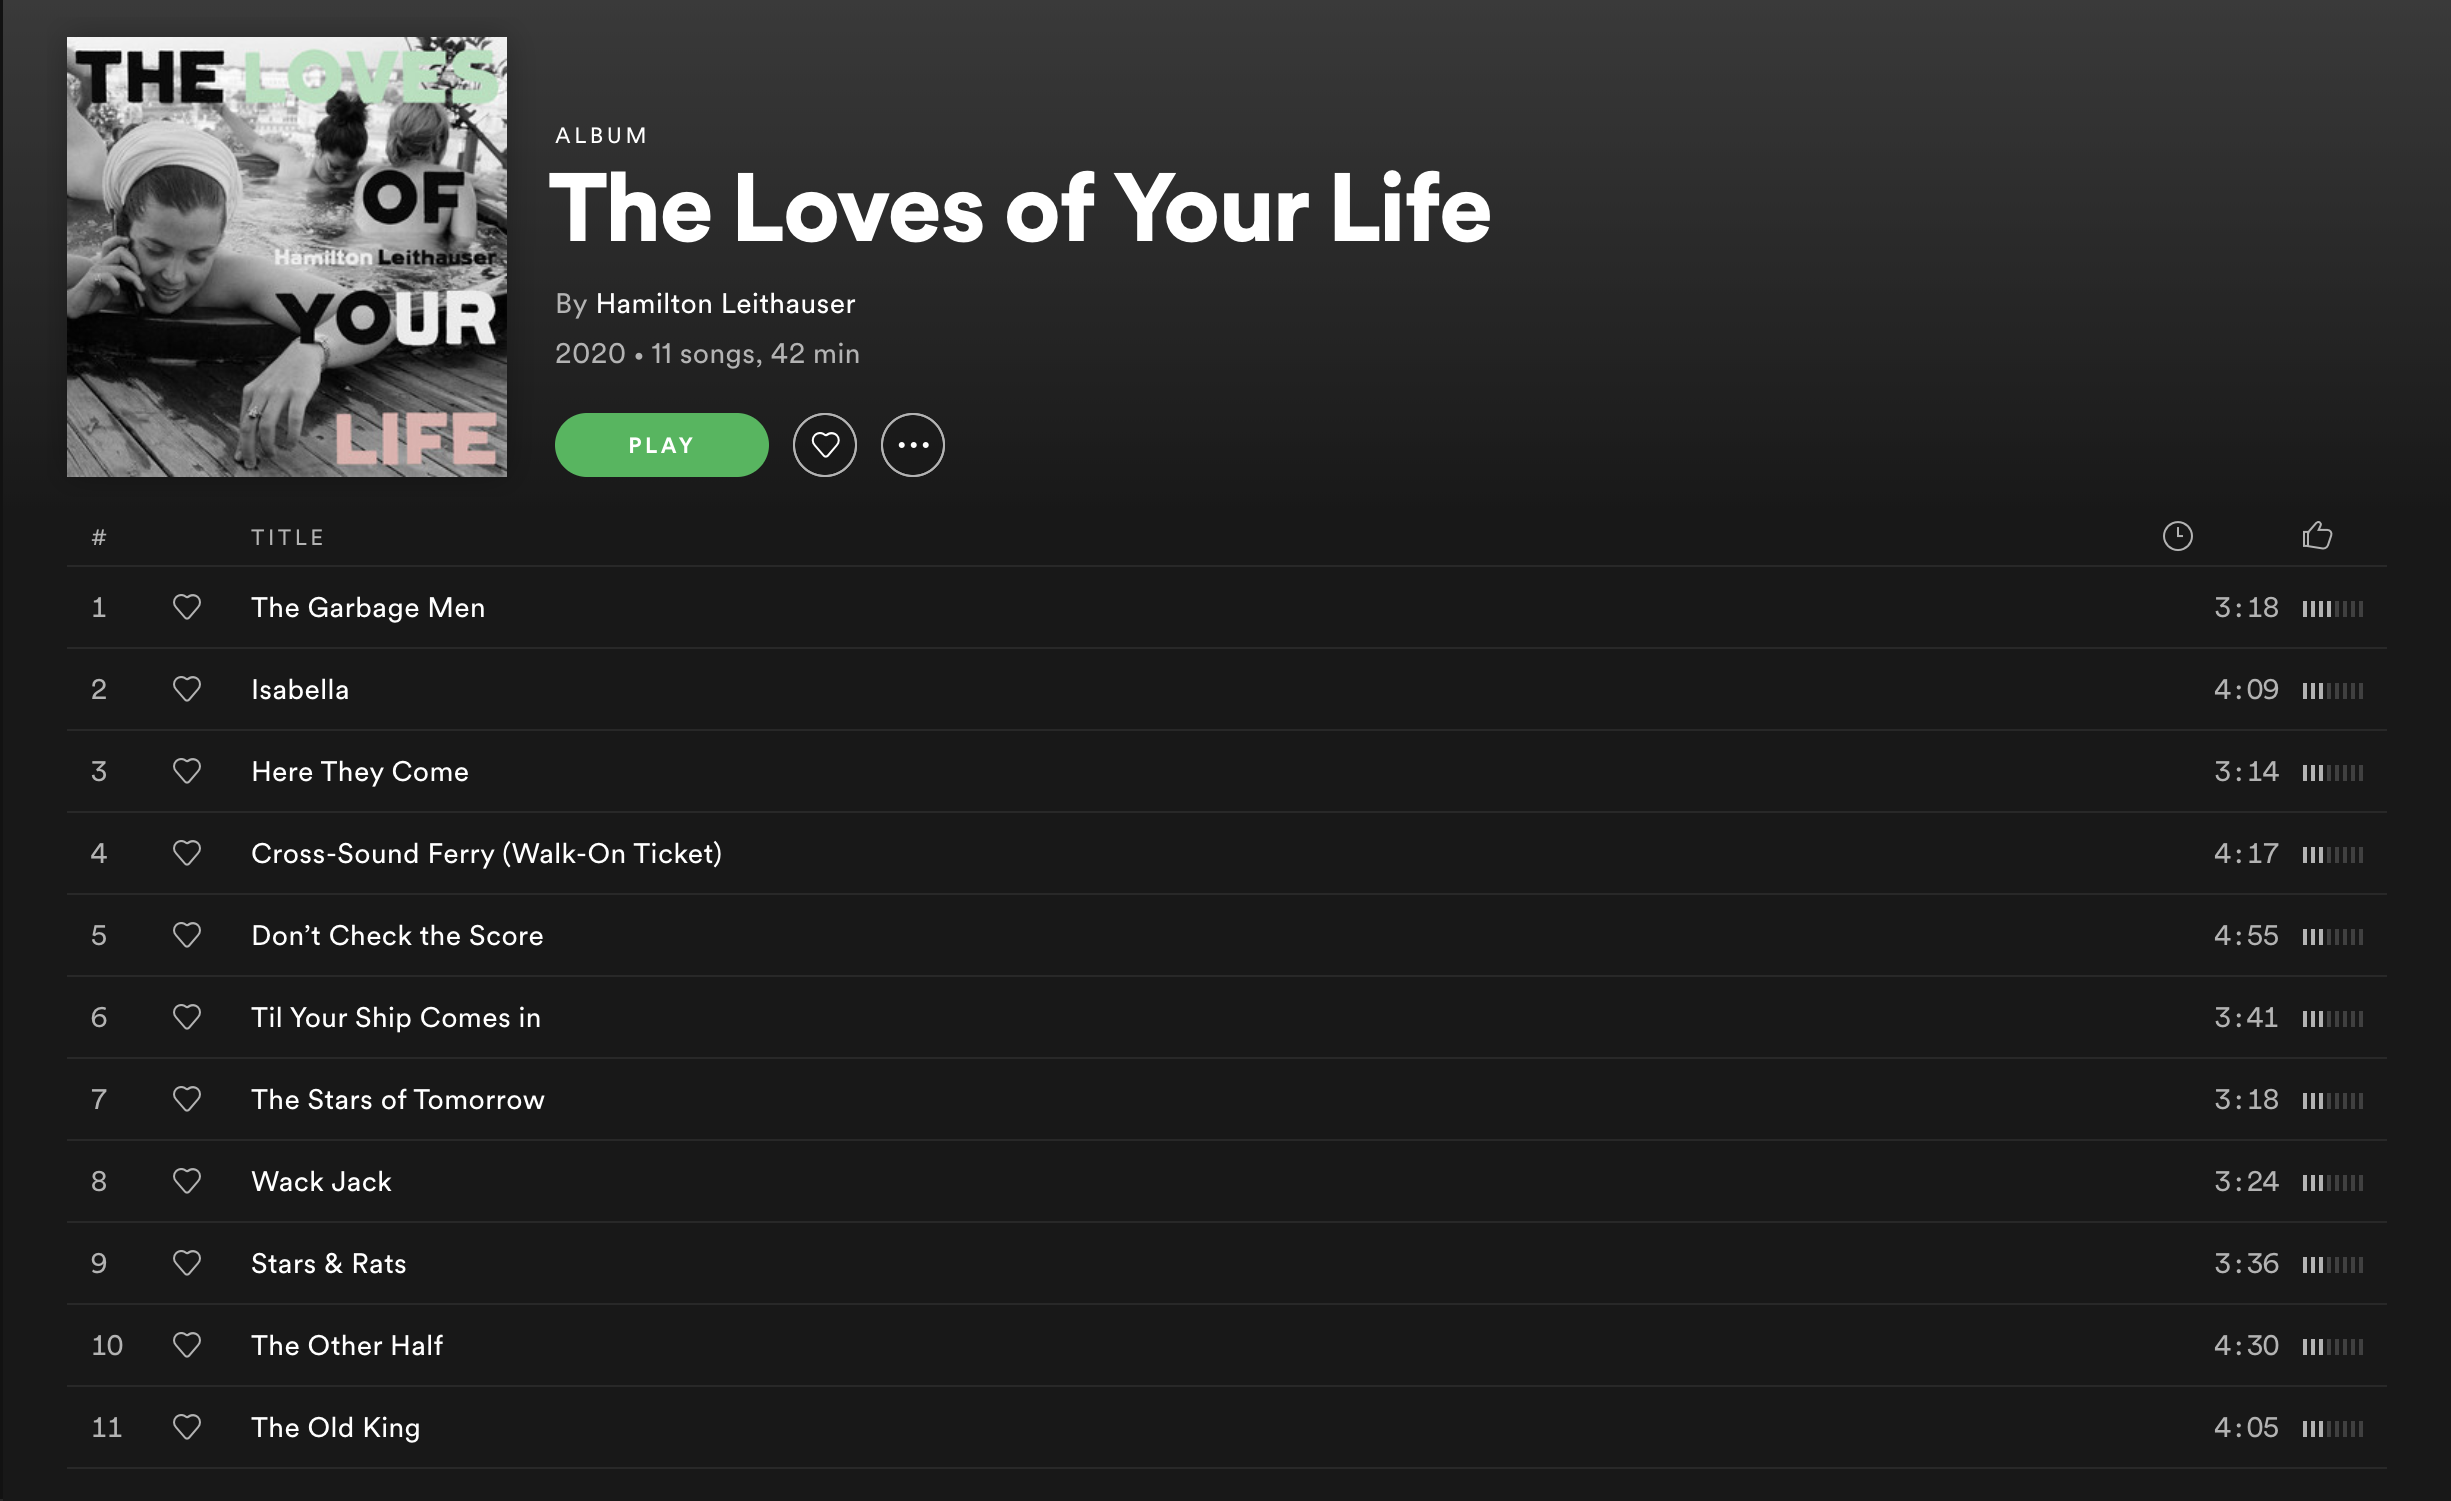 THE LOVES
OF
Hamilton Leithauser
YOUR
LIFE
ALBUM
The Loves of Your Life
By Hamilton Leithauser
2020 • 11 songs, 42 min
PLAY
# TITLE
1 The Garbage Men 3:18
2 Isabella 4:09
3 Here They Come 3:14
4 Cross-Sound Ferry (Walk-On Ticket) 4:17
5 Don’t Check the Score 4:55
6 Til Your Ship Comes in 3:41
7 The Stars of Tomorrow 3:18
8 Wack Jack 3:24
9 Stars & Rats 3:36
10 The Other Half 4:30
11 The Old King 4:05